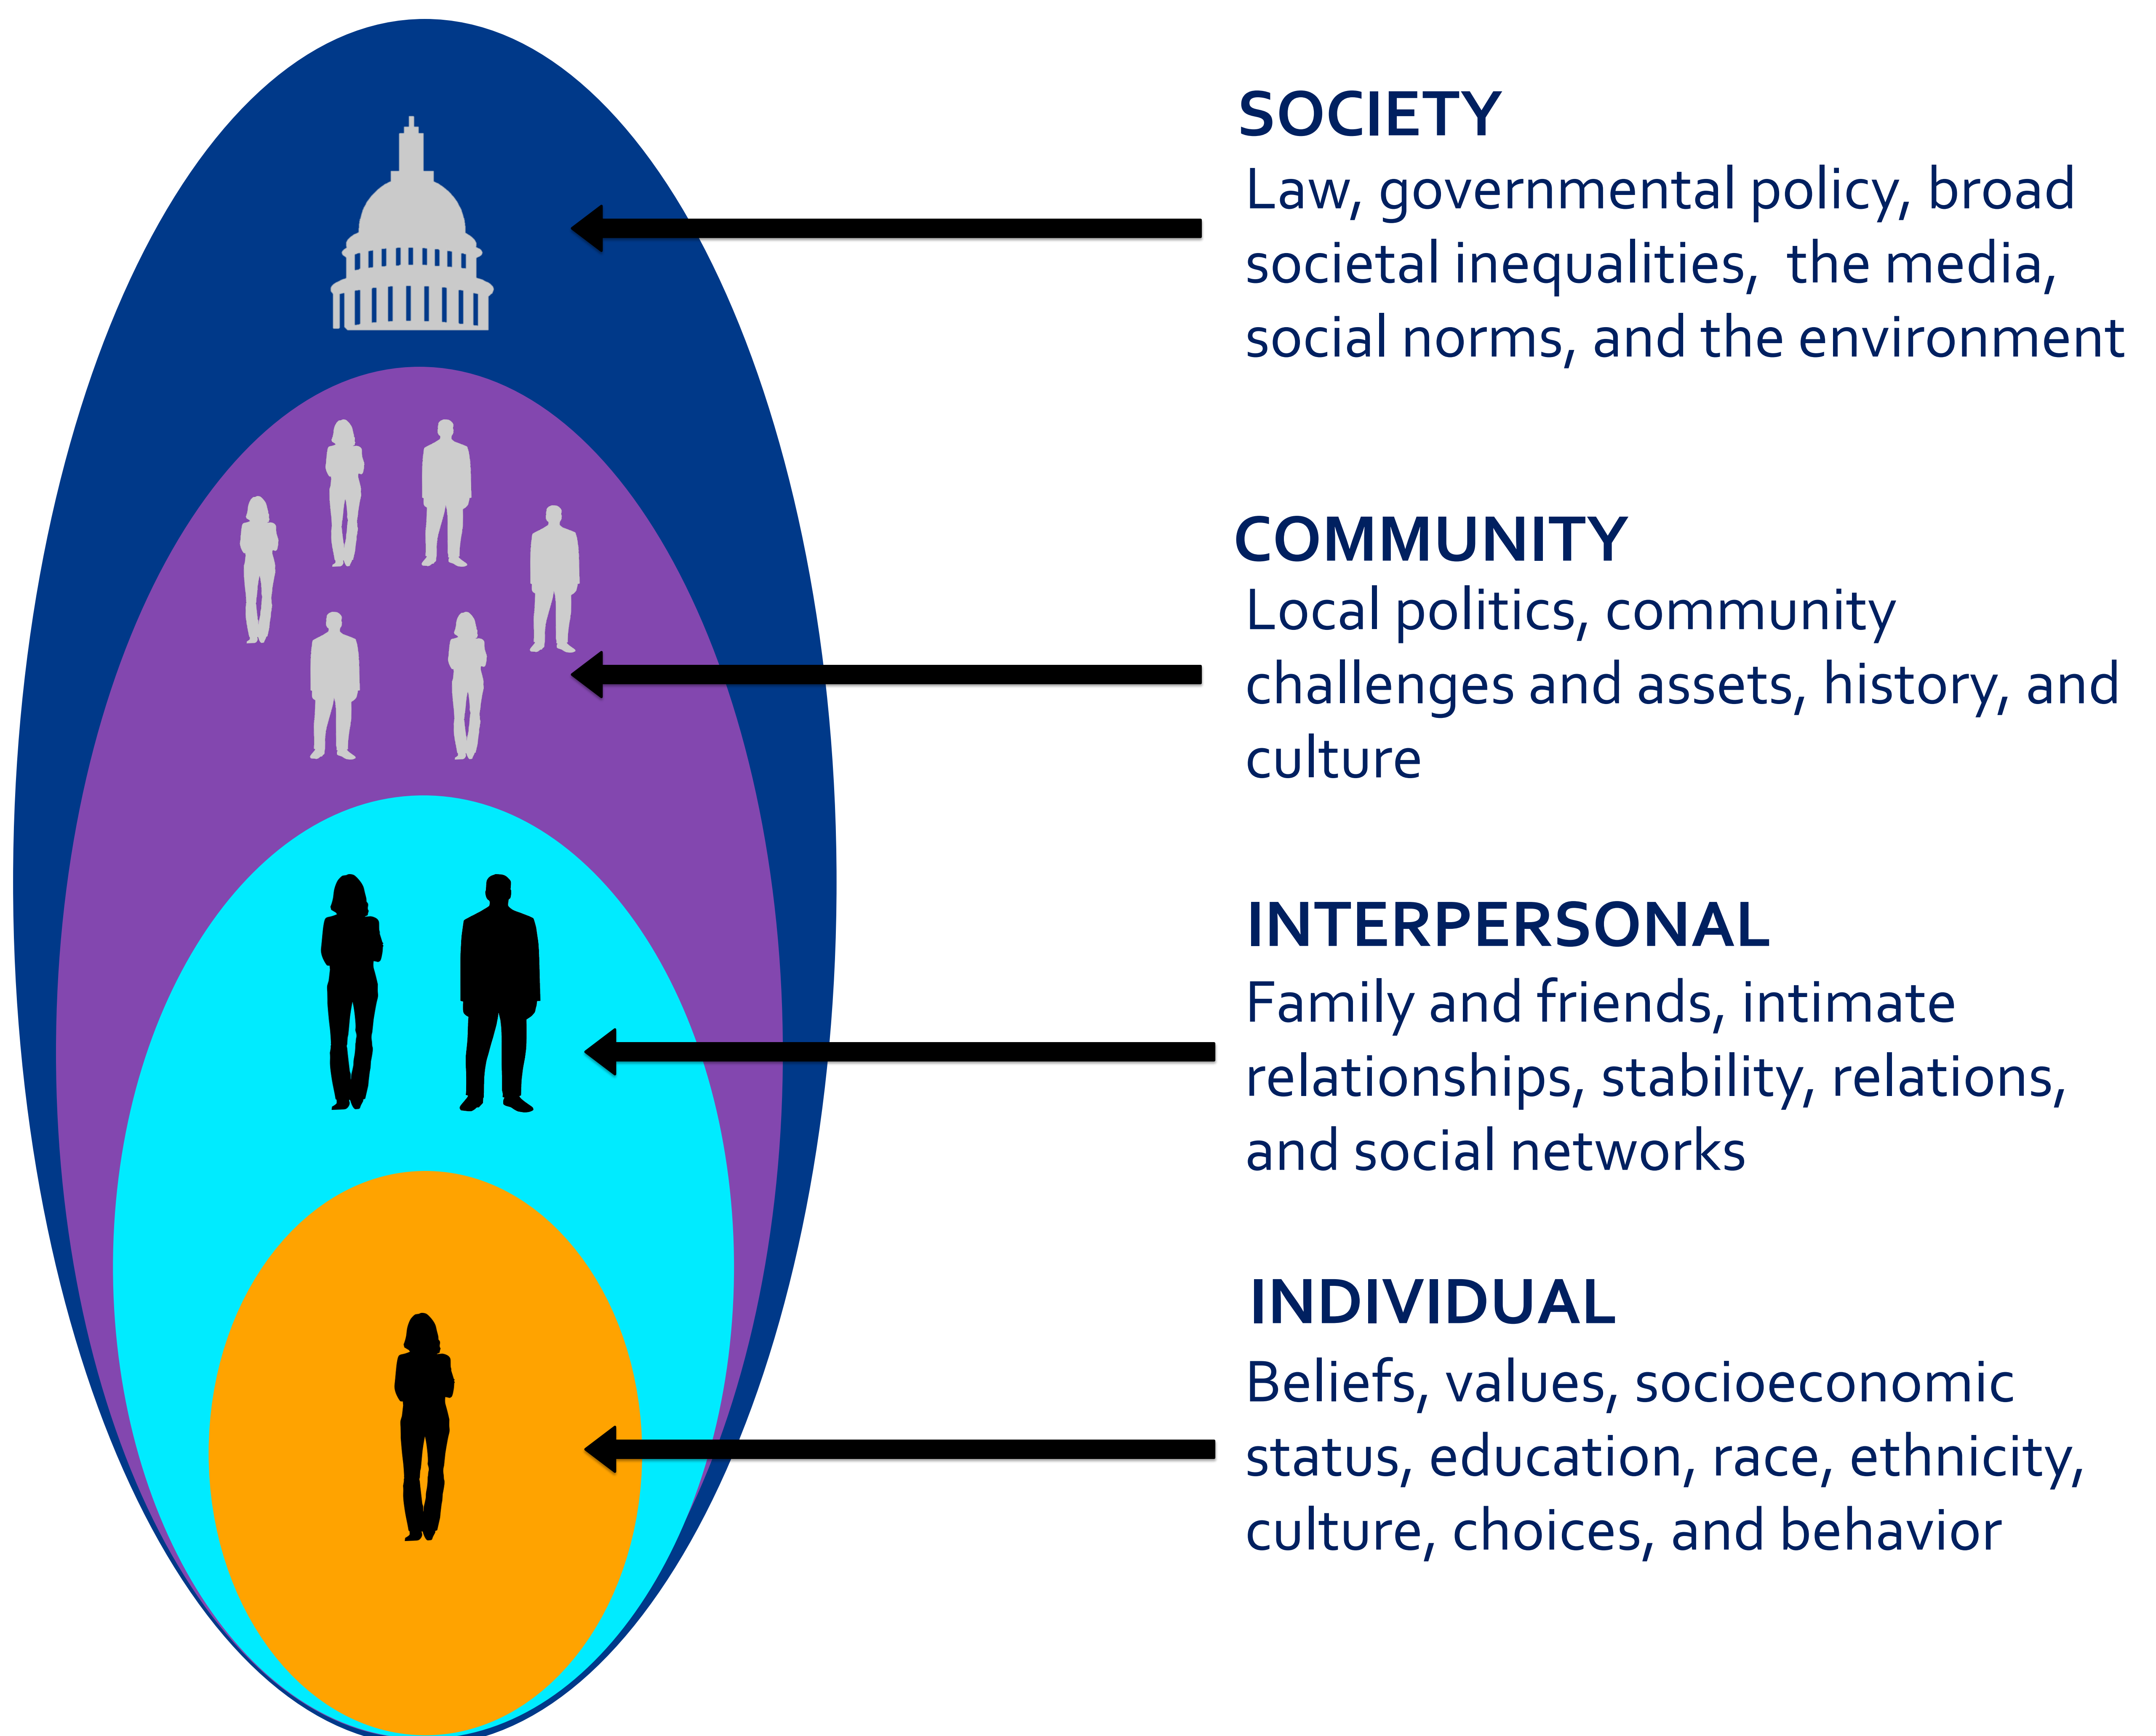 SOCIETY
Law, governmental policy, broad
societal inequalities,  the media,
social norms, and the environment
COMMUNITY
Local politics, community
challenges and assets, history, and
culture
INTERPERSONAL
Family and friends, intimate
relationships, stability, relations,
and social networks
INDIVIDUAL
Beliefs, values, socioeconomic
status, education, race, ethnicity,
culture, choices, and behavior